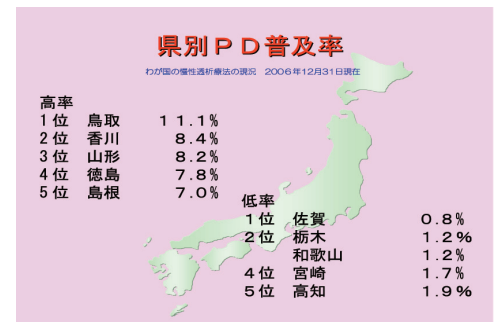 県別ＰＤ普及率
わが国の慢性透析療法の現況　2006年12月31日現在
高率
１位　鳥取　１１.１％
２位　香川　８.４％
３位　山形　８.２％
４位　徳島　７.８％
５位　島根　７.０％
低率
１位　佐賀　０.８％
２位　栃木　１.２％
和歌山　１.２％
４位　宮崎　１.７％
５位　高知　１.９％